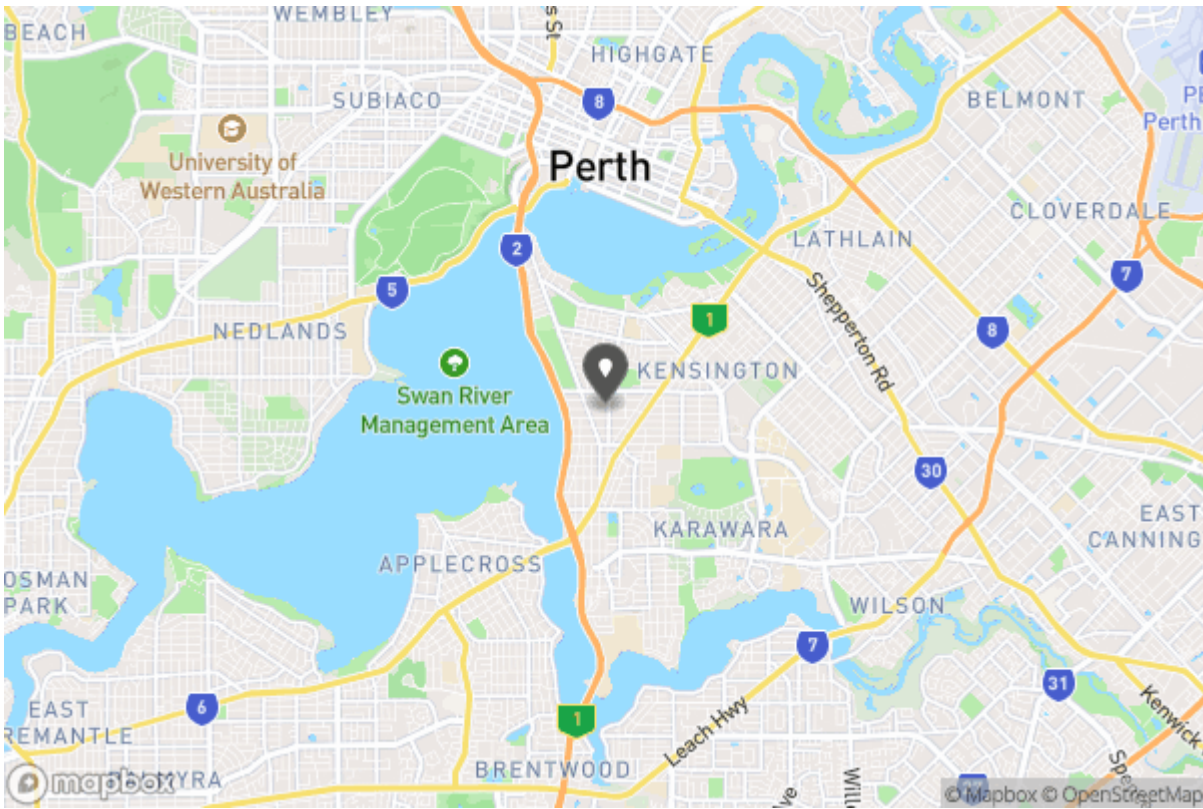 WEMBLEY
BEACH
HIGHGATE
SUBIACO
8
BELMONT
Perth
University of
Western Australia
CLOVERDALE
LATHLAIN
2
7
5
Shepperton Rd
NEDLANDS
1
8
KENSINGTON
Swan River
Management Area
30
KARAWARA
EAST
CANNING
APPLECROSS
OSMAN
PARK
WILSON
7
31
6
EAST
REMANTLE
1
Leach Hwy
Kenwick
BRENTWOOD
mapbox
© Mapbox © OpenStreetMap